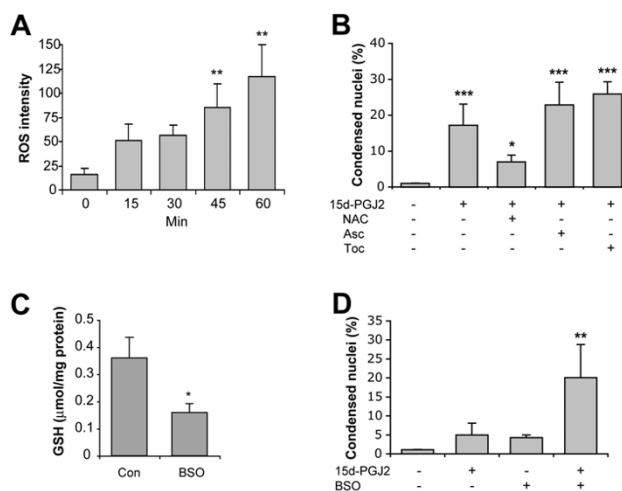 A
ROS intensity
150
125
100
75
50
25
0
**
**
0 15 30 45 60
Min
B
Condensed nuclei (%)
40
30
20
10
0
***
*
***
***
15d-PGJ2 - + + + +
NAC - - + - -
Asc - - - + -
Toc - - - - +
C
GSH (μmol/mg protein)
0.5
0.4
0.3
0.2
0.1
0
*
Con BSO
D
Condensed nuclei (%)
35
30
25
20
15
10
5
0
**
15d-PGJ2 - + - +
BSO - - + +